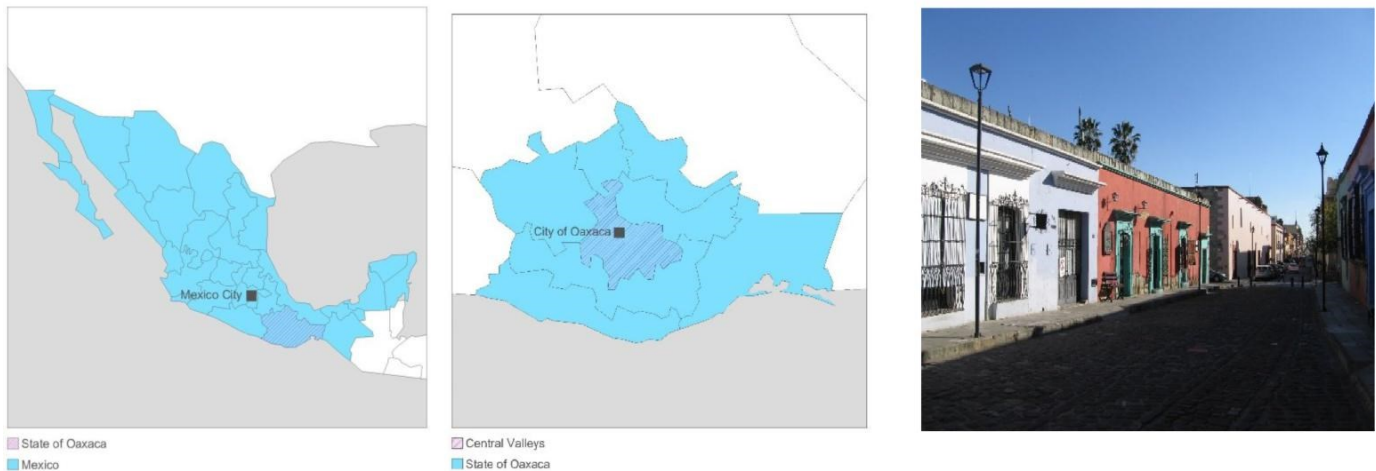 Mexico City
State of Oaxaca
Mexico
City of Oaxaca
Central Valleys
State of Oaxaca